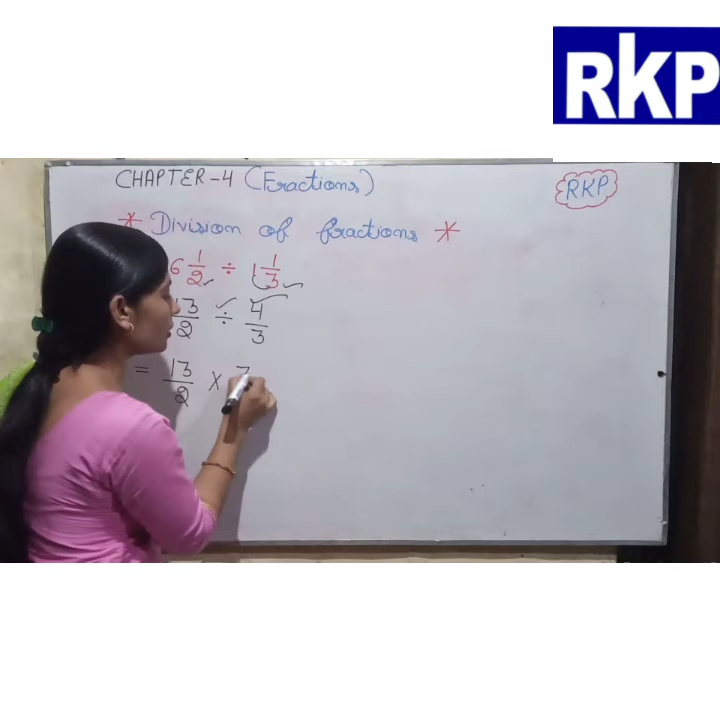 RKP
CHAPTER-4 (Fractions)
RKP
* Division of fractions *
6 1/2 ÷ 1 1/3
13/2 ÷ 4/3
= 13/2 ×